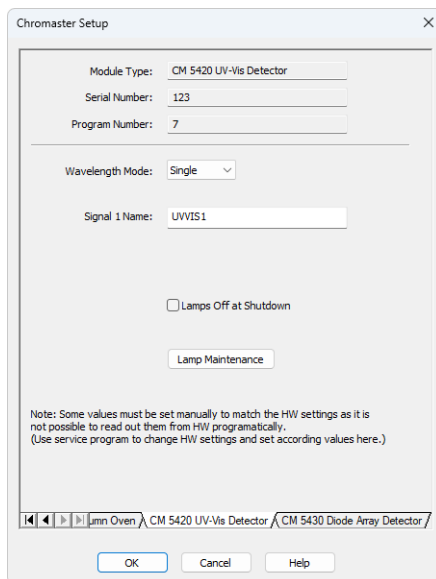 Chromaster Setup
Module Type: CM 5420 UV-Vis Detector
Serial Number: 123
Program Number: 7
Wavelength Mode: Single
Signal 1 Name: UVVIS1
Lamps Off at Shutdown
Lamp Maintenance
Note: Some values must be set manually to match the HW settings as it is
not possible to read out them from HW programatically.
(Use service program to change HW settings and set according values here.)
umn Oven CM 5420 UV-Vis Detector CM 5430 Diode Array Detector
OK Cancel Help